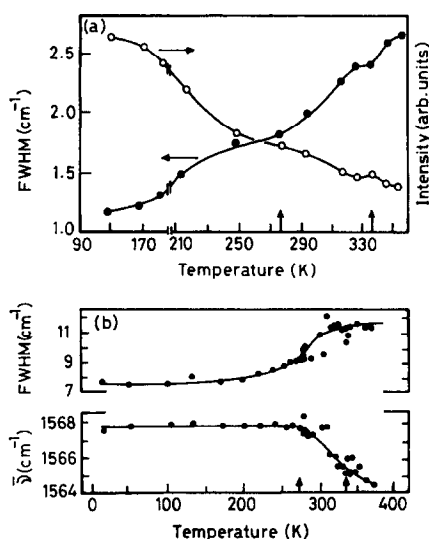 (a)
2.5
2.0
1.5
1.0
FWHM (cm⁻¹)
Intensity (arb. units)
90 170 210 250 290 330
Temperature (K)
(b)
11
9
7
FWHM (cm⁻¹)
1568
1566
1564
ν̄ (cm⁻¹)
0 100 200 300 400
Temperature (K)